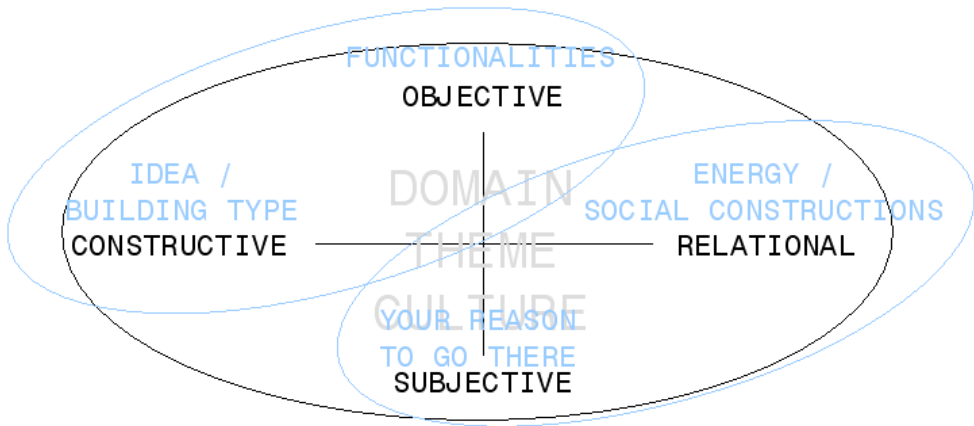 FUNCTIONALITIES
OBJECTIVE
DOMAIN
THEME
CULTURE
IDEA /
BUILDING TYPE
CONSTRUCTIVE
ENERGY /
SOCIAL CONSTRUCTIONS
RELATIONAL
YOUR REASON
TO GO THERE
SUBJECTIVE